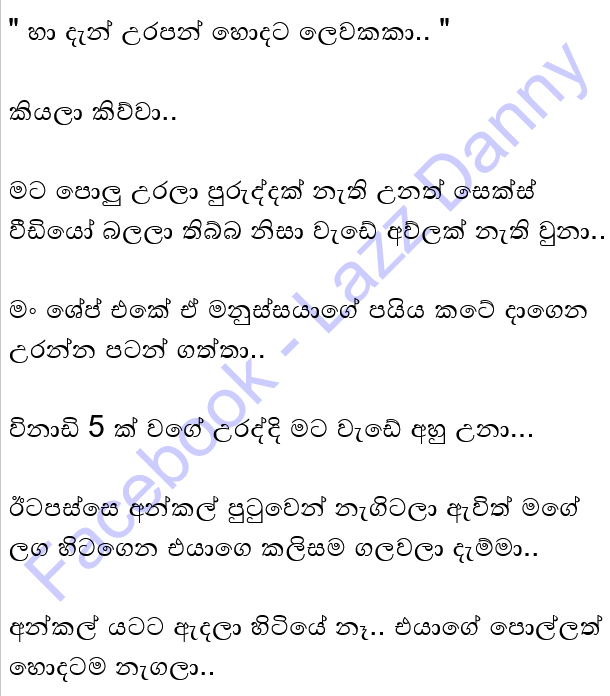 " හා දැන් උරපන් හොදට ලෙවකකා.. "
කියලා කිව්වා..
මට පොලු උරලා පුරුද්දක් නැති උනත් සෙක්ස්
වීඩියෝ බලලා තිබ්බ නිසා වැඩේ අව්ලක් නැති වුනා..
මං ශේප් එකේ ඒ මනුස්සයාගේ පයිය කටේ දාගෙන
උරන්න පටන් ගත්තා..
විනාඩි 5 ක් වගේ උරද්දි මට වැඩේ අහු උනා...
ඊටපස්සෙ අන්කල් පුටුවෙන් නැගිටලා ඇවිත් මගේ
ලග හිටගෙන එයාගෙ කලිසම ගලවලා දැම්මා..
අන්කල් යටට ඇදලා හිටියේ නෑ.. එයාගේ පොල්ලත්
හොදටම නැගලා..
Facebook - Lazz Danny